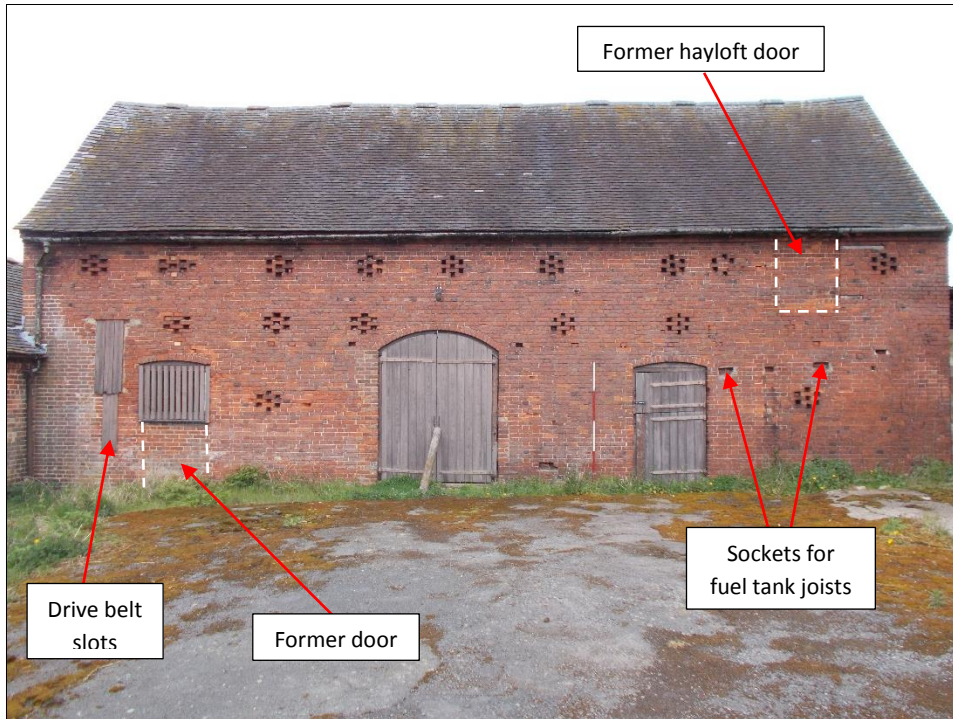 Former hayloft door
Sockets for
fuel tank joists
Drive belt
slots
Former door